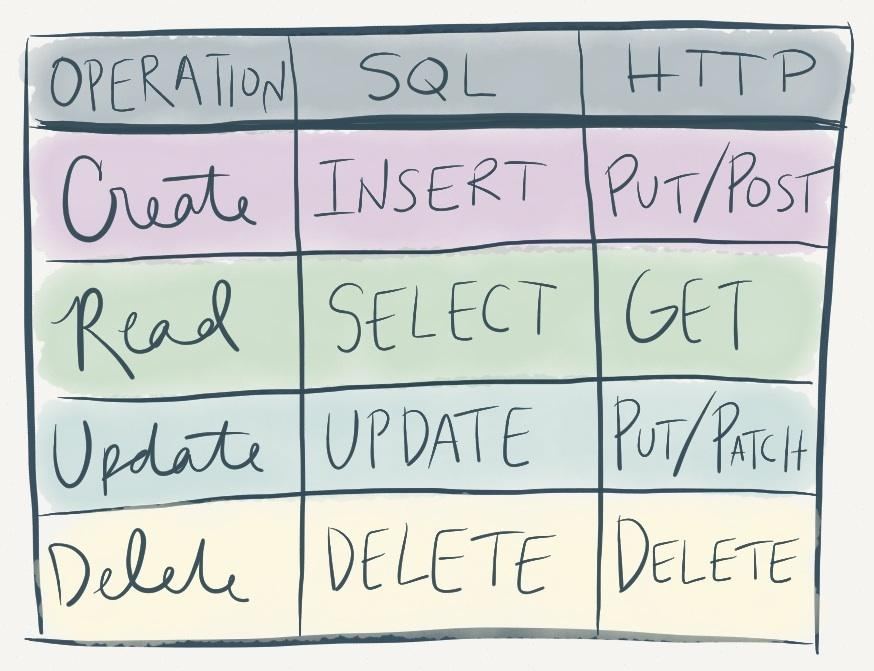 OPERATION SQL HTTP
Create INSERT PUT/POST
Read SELECT GET
Update UPDATE PUT/PATCH
Delete DELETE DELETE